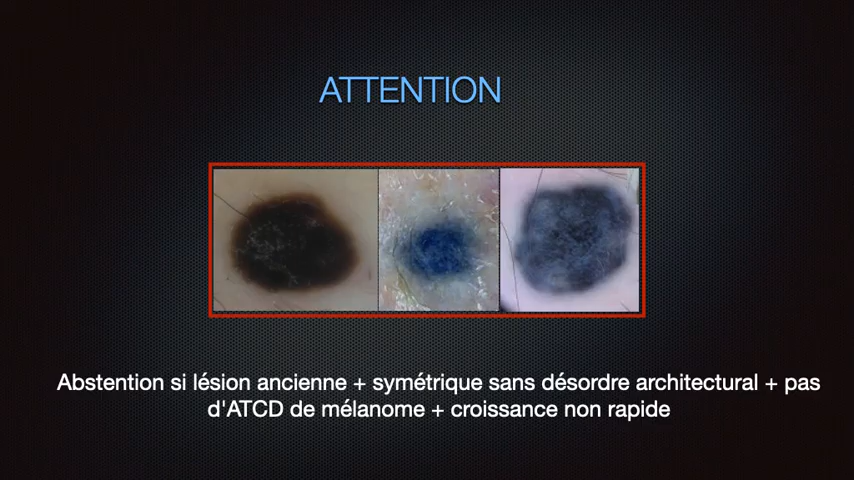 ATTENTION
Abstention si lésion ancienne + symétrique sans désordre architectural + pas
d'ATCD de mélanome + croissance non rapide